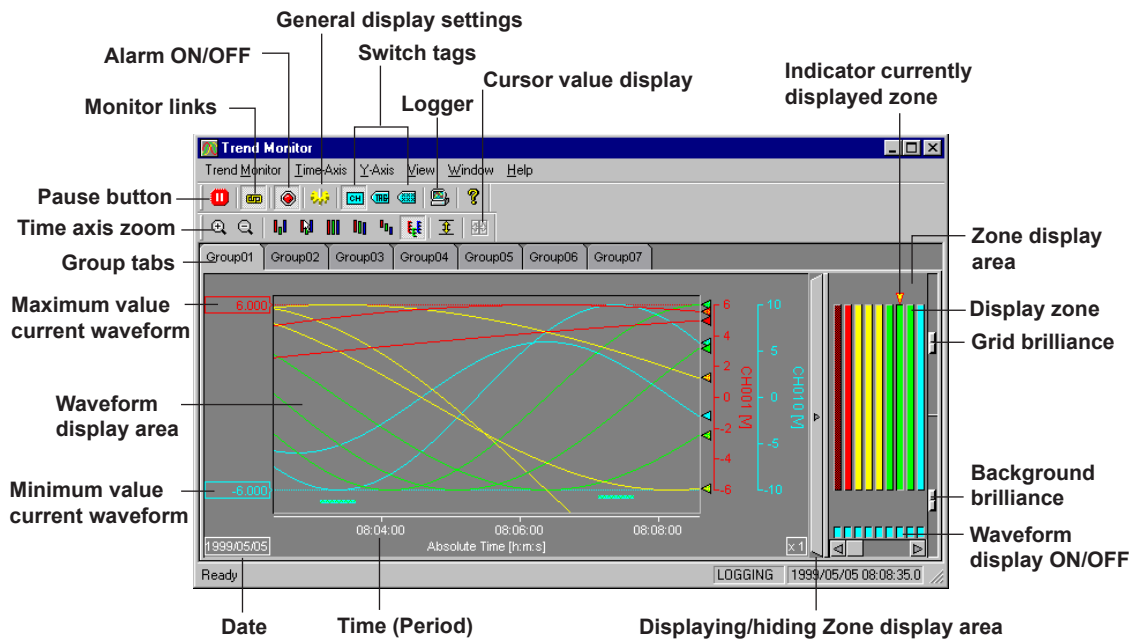 General display settings
Alarm ON/OFF
Switch tags
Indicator currently
displayed zone
Cursor value display
Monitor links
Logger
Trend Monitor
Trend Monitor Time-Axis Y-Axis View Window Help
Pause button
CH TAG
Time axis zoom
Zone display
area
Group tabs
Group01 Group02 Group03 Group04 Group05 Group06 Group07
Maximum value
current waveform
6.000
Display zone
Grid brilliance
6
4
2
0
-2
-4
-6
CH001 [V]
10
5
0
-5
-10
CH010 [V]
Waveform
display area
Minimum value
current waveform
-6.000
Background
brilliance
08:04:00 08:06:00 08:08:00
1999/05/05
Absolute Time [h:m:s]
x 1
Waveform
display ON/OFF
Ready
LOGGING
1999/05/05 08:08:35.0
Date
Time (Period)
Displaying/hiding Zone display area